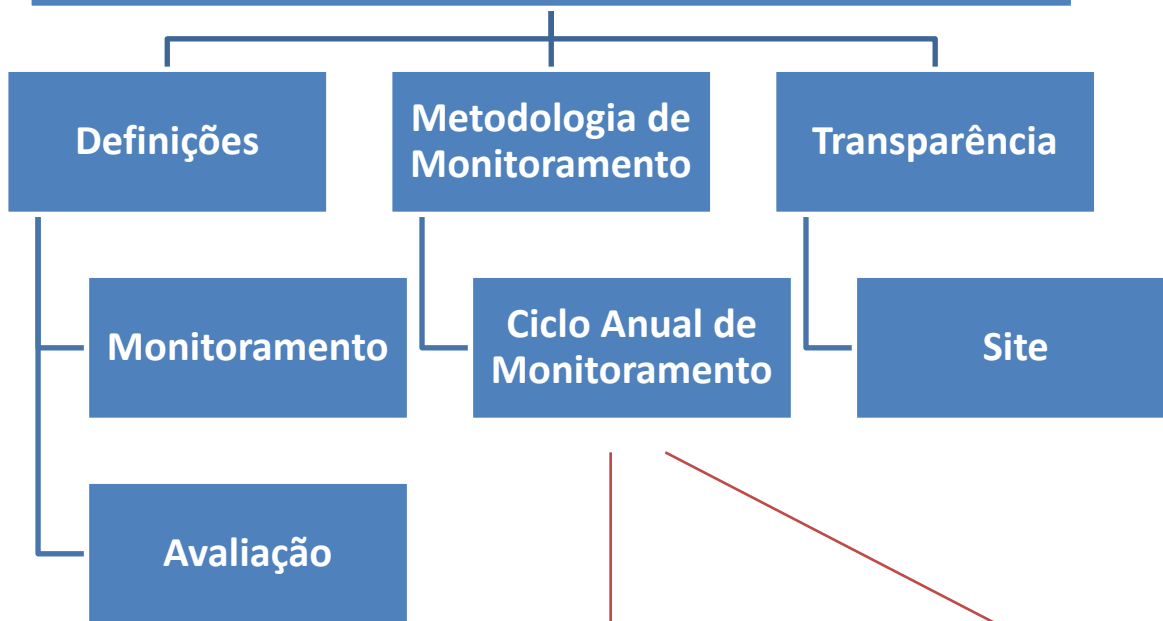 Definições
Metodologia de
Monitoramento
Transparência
Monitoramento
Ciclo Anual de
Monitoramento
Site
Avaliação